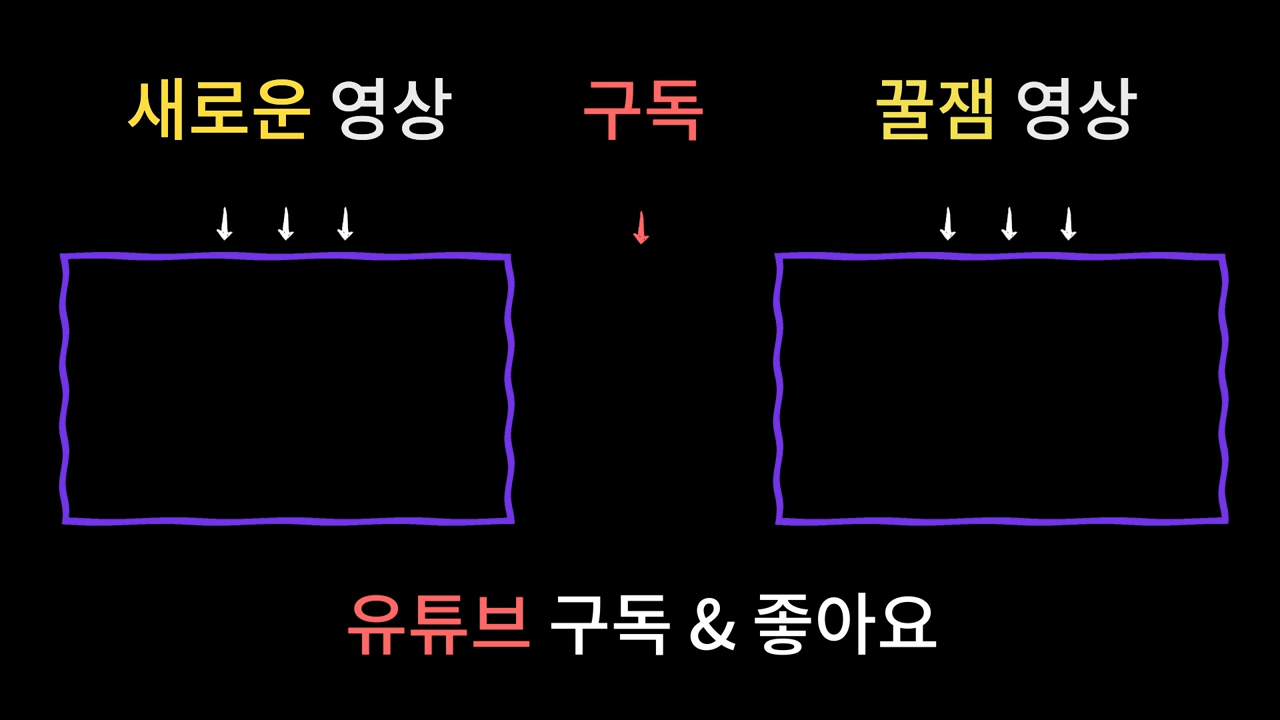 새로운 영상
구독
꿀잼 영상
유튜브 구독 & 좋아요